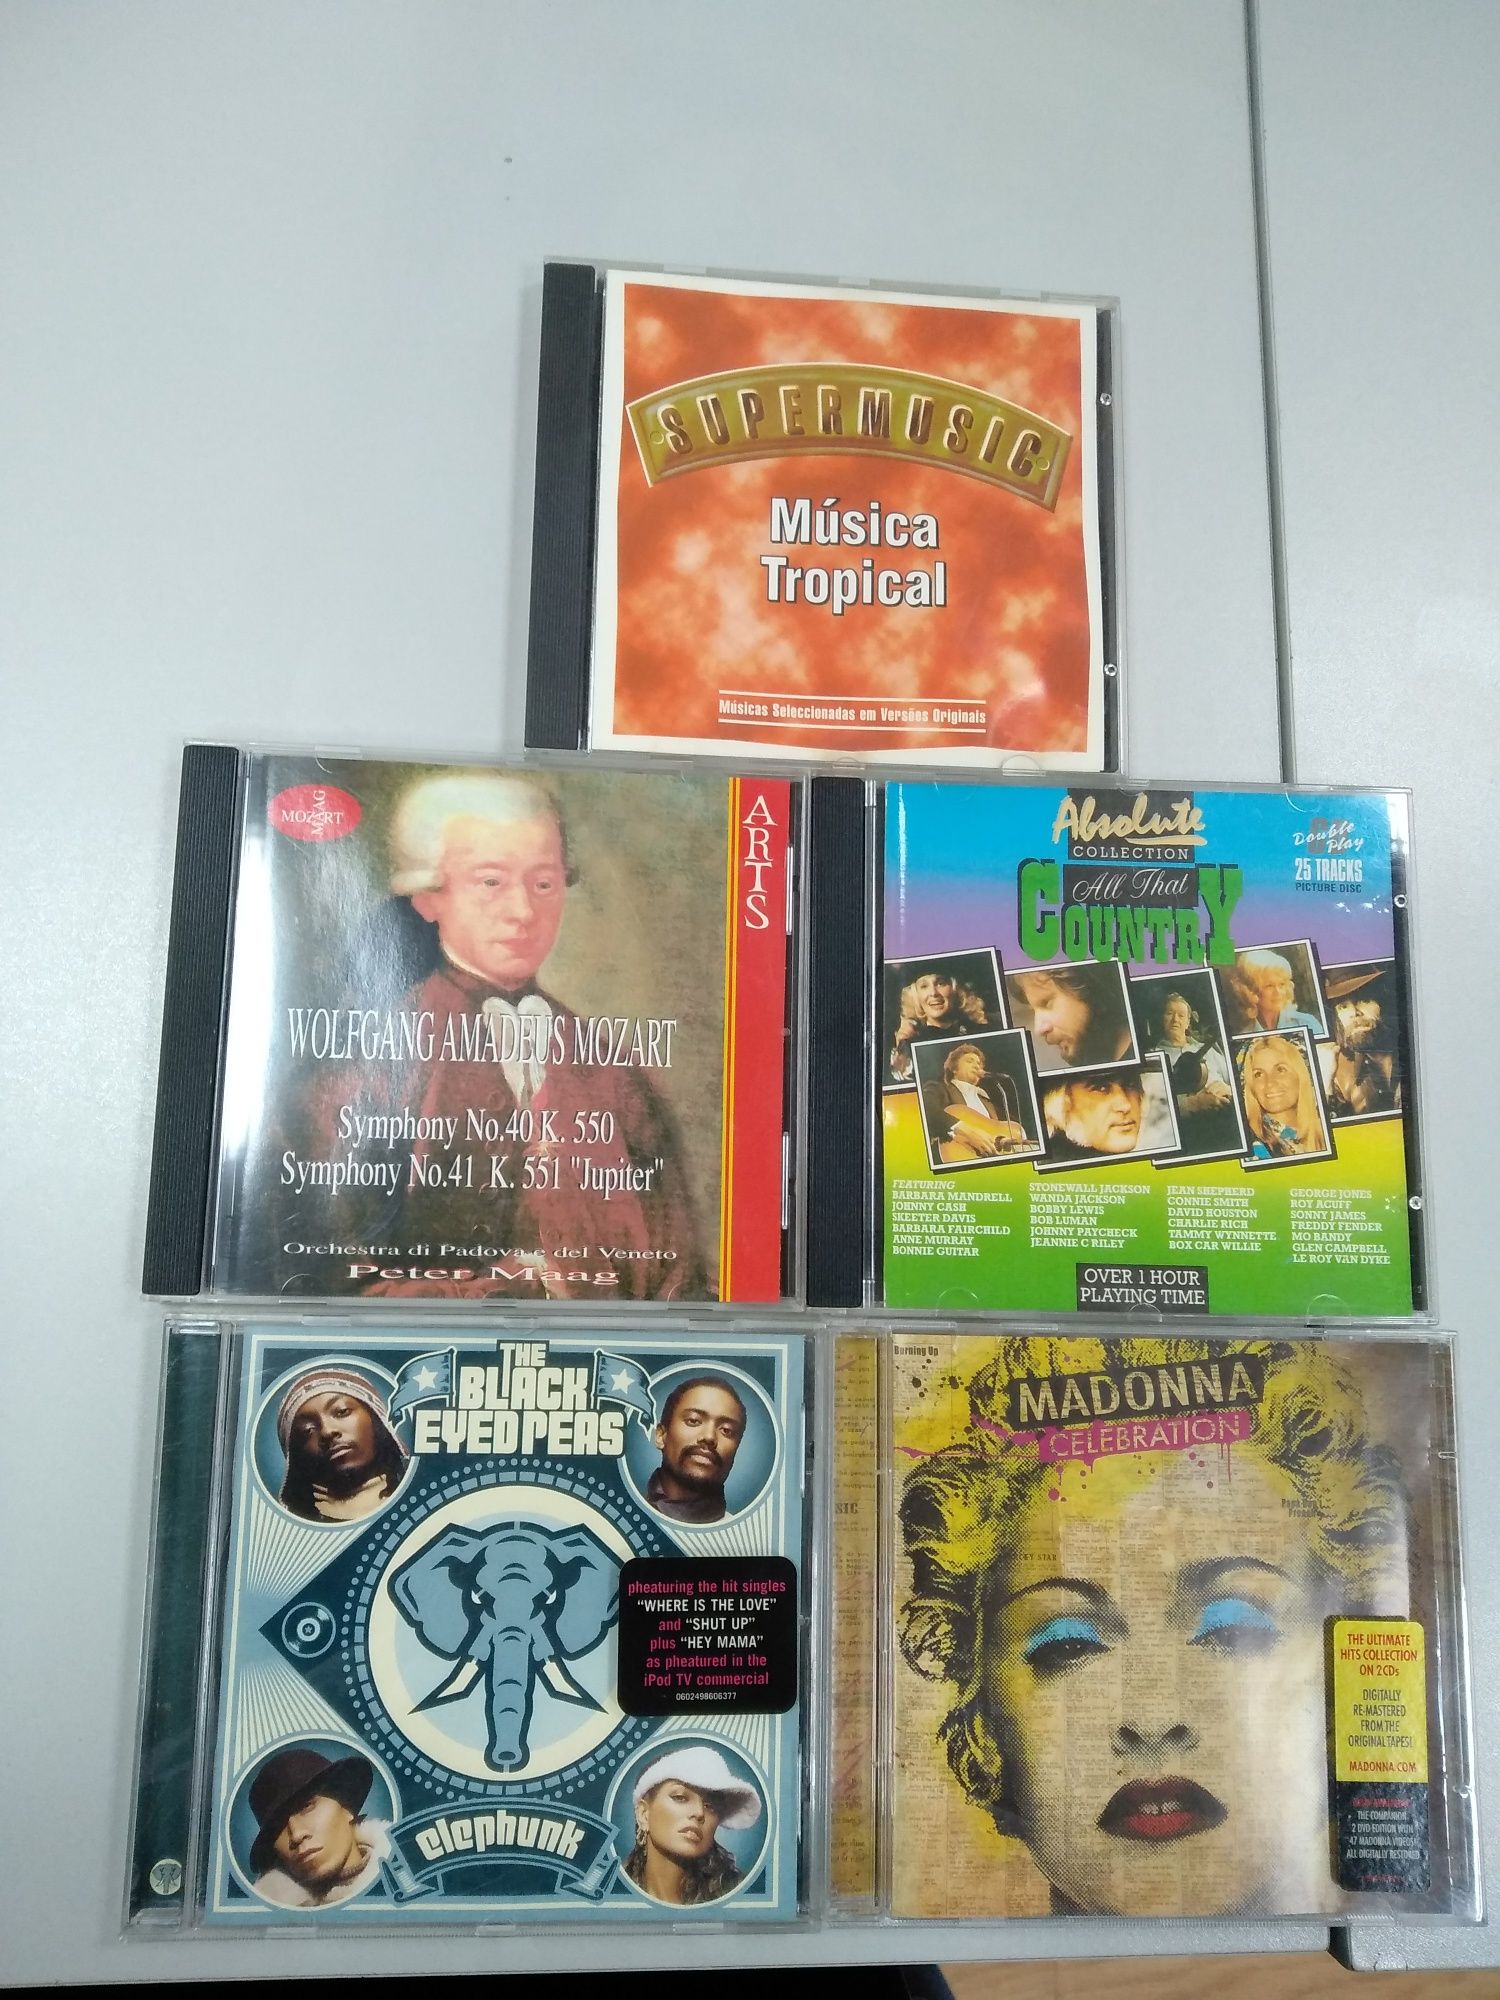 SUPERMUSIC
Música
Tropical
Músicas Seleccionadas em Versões Originais
MOZART
MAAG
ARTS
WOLFGANG AMADEUS MOZART
Symphony No.40 K. 550
Symphony No.41 K. 551 "Jupiter"
Orchestra di Padova e del Veneto
Peter Maag
Absolute
COLLECTION
All That
COUNTRY
Double
Play
25 TRACKS
PICTURE DISC
FEATURING
BARBARA MANDRELL
JOHNNY CASH
SKEETER DAVIS
BARBARA FAIRCHILD
ANNE MURRAY
BONNIE GUITAR
STONEWALL JACKSON
WANDA JACKSON
BOBBY LEWIS
BOB LUMAN
JOHNNY PAYCHECK
JEANNIE C RILEY
JEAN SHEPHERD
CONNIE SMITH
DAVID HOUSTON
CHARLIE RICH
TAMMY WYNNETTE
BOX CAR WILLIE
GEORGE JONES
ROY ACUFF
SONNY JAMES
FREDDY FENDER
MO BANDY
GLEN CAMPBELL
LE ROY VAN DYKE
OVER 1 HOUR
PLAYING TIME
THE
BLACK
EYED PEAS
pheaturing the hit singles
"WHERE IS THE LOVE"
and "SHUT UP"
plus "HEY MAMA"
as pheatured in the
iPod TV commercial
0602498606377
elephunk
Burning Up
MADONNA
CELEBRATION
THE ULTIMATE
HITS COLLECTION
ON 2CDs
DIGITALLY
RE-MASTERED
FROM THE
ORIGINAL TAPES!
MADONNA.COM
THE COMPANION
2 DVD EDITION WITH
47 MADONNA VIDEOS!
ALL DIGITALLY RESTORED